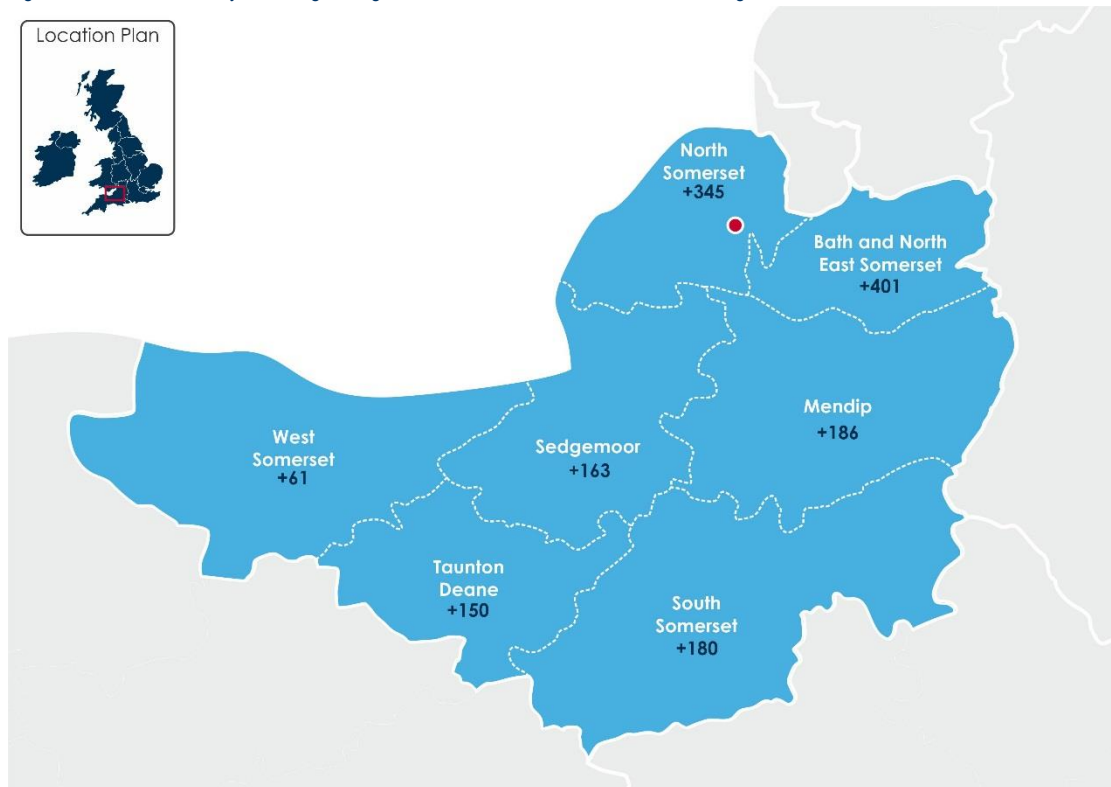 Location Plan
North
Somerset
+345
Bath and North
East Somerset
+401
Mendip
+186
West
Somerset
+61
Sedgemoor
+163
Taunton
Deane
+150
South
Somerset
+180